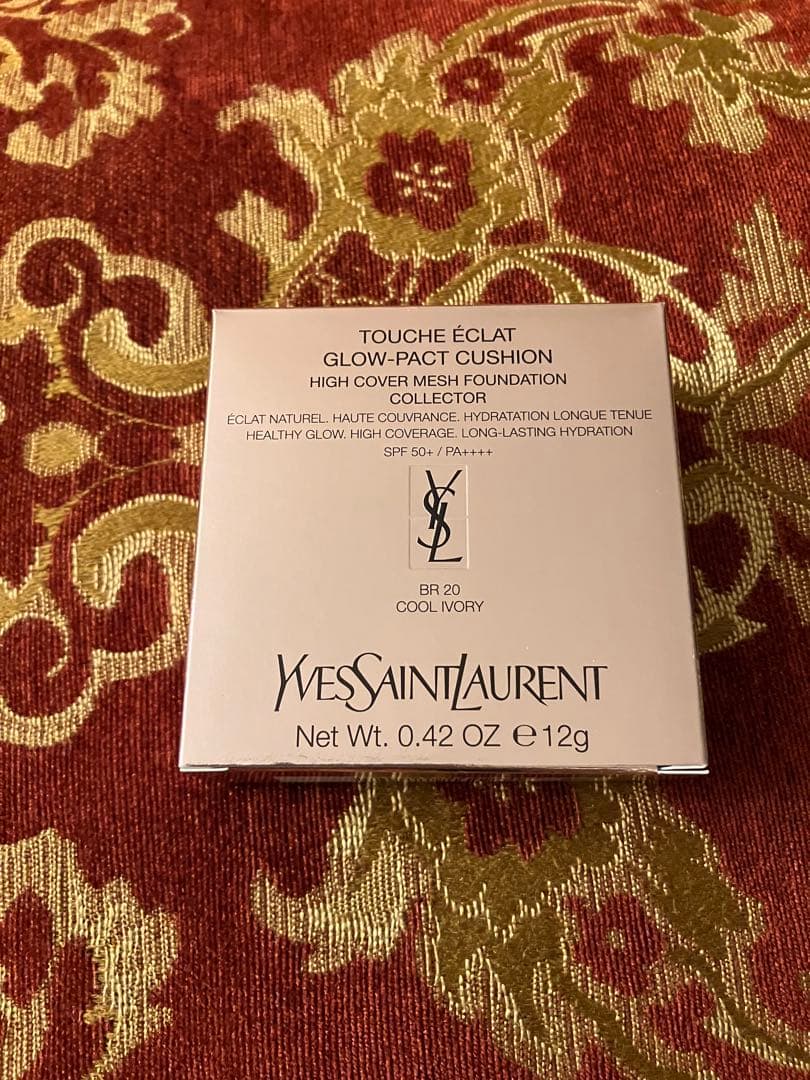 TOUCHE ÉCLAT
GLOW-PACT CUSHION
HIGH COVER MESH FOUNDATION
COLLECTOR
ÉCLAT NATUREL. HAUTE COUVRANCE. HYDRATATION LONGUE TENUE
HEALTHY GLOW. HIGH COVERAGE. LONG-LASTING HYDRATION
SPF 50+ / PA++++
YSL
BR 20
COOL IVORY
YVESSAINTLAURENT
Net Wt. 0.42 OZ ℮12g